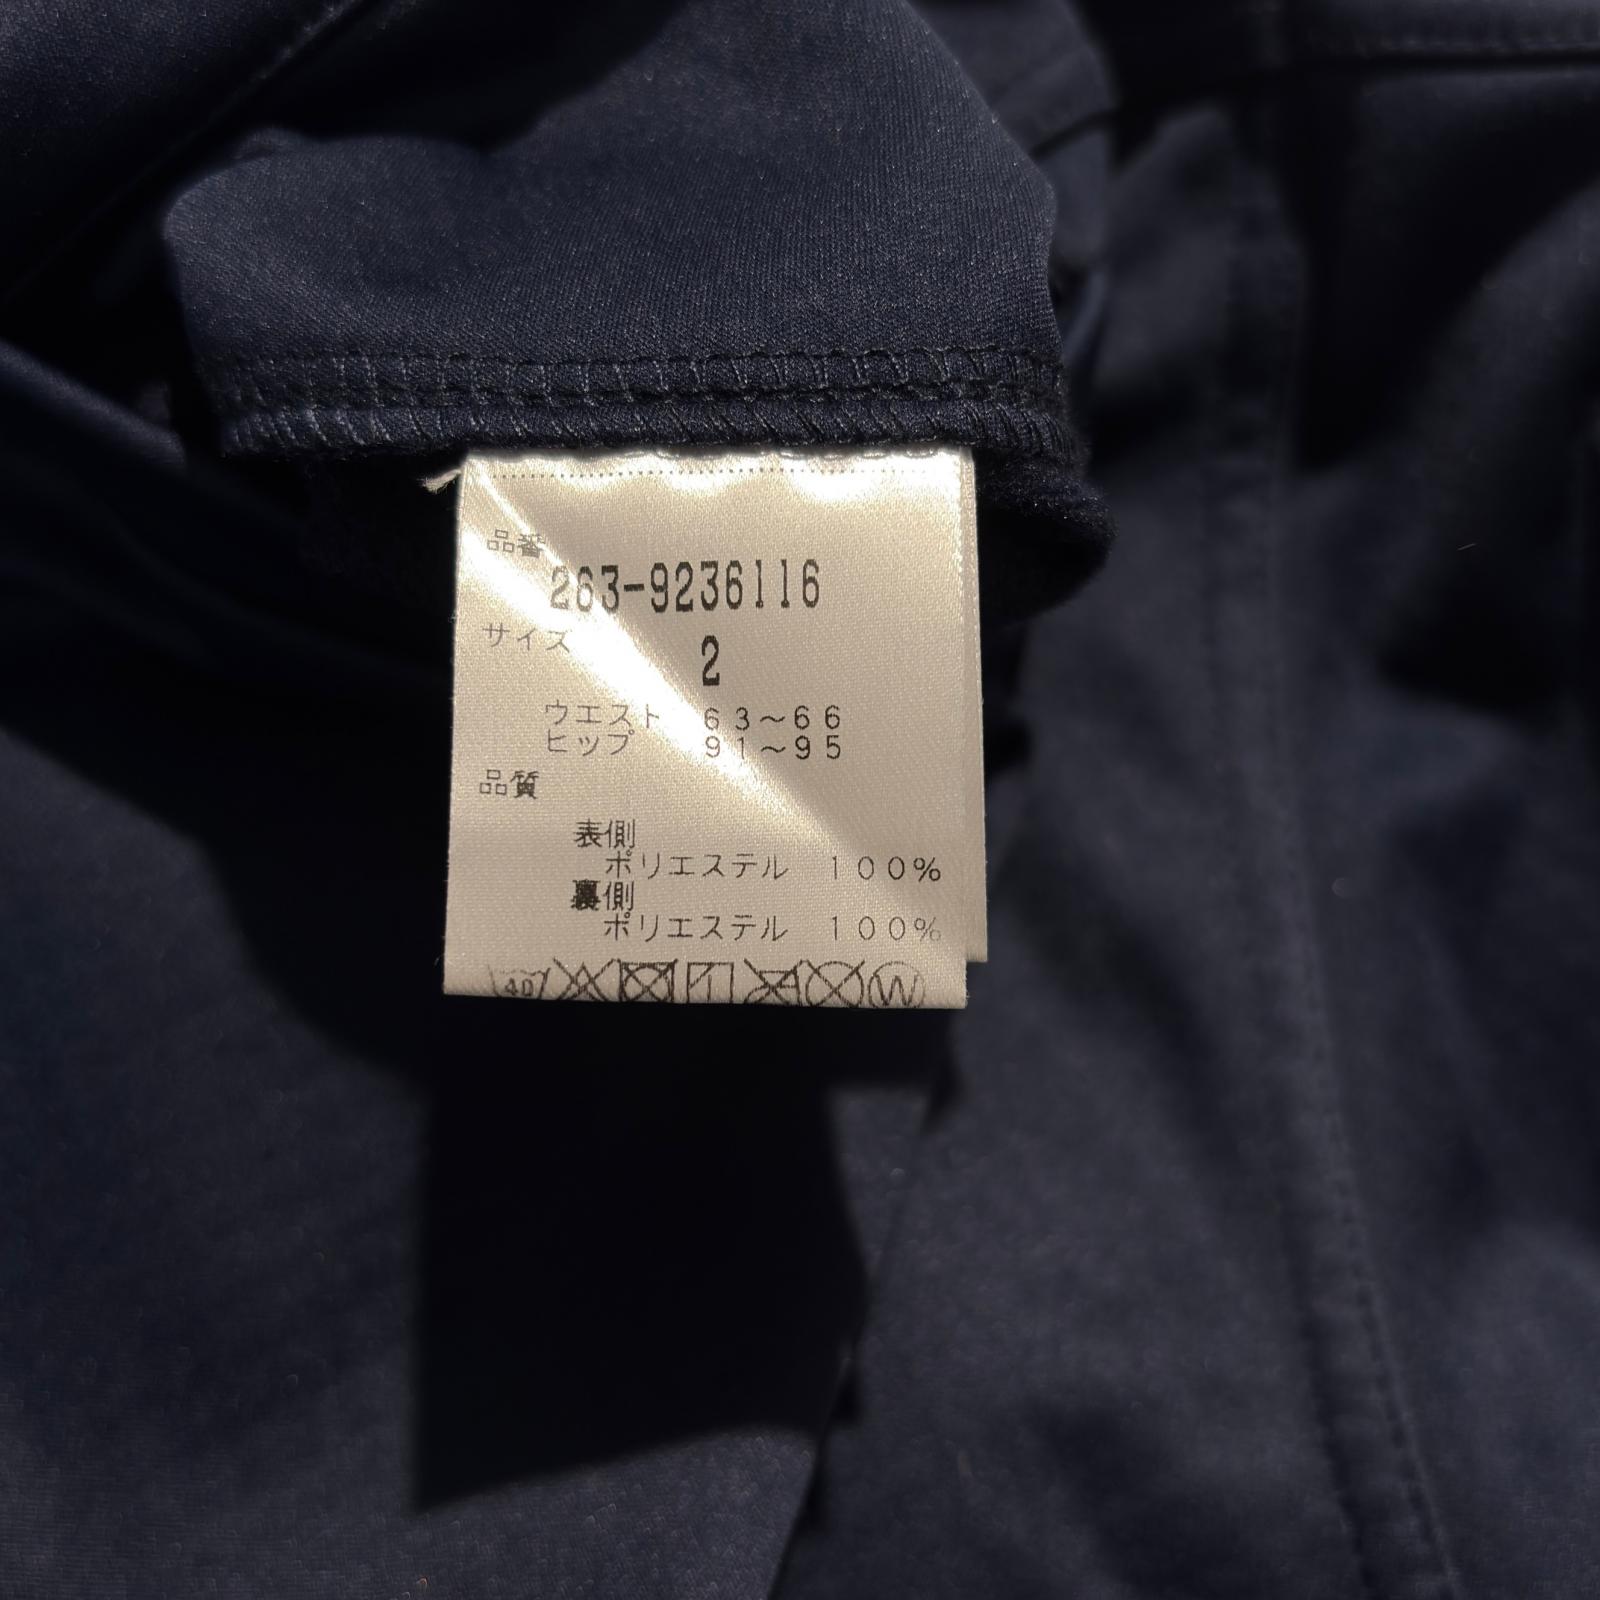 品番
263-9236116
サイズ
2
ウエスト 63～66
ヒップ 91～95
品質
表側
ポリエステル 100%
裏側
ポリエステル 100%
40 W